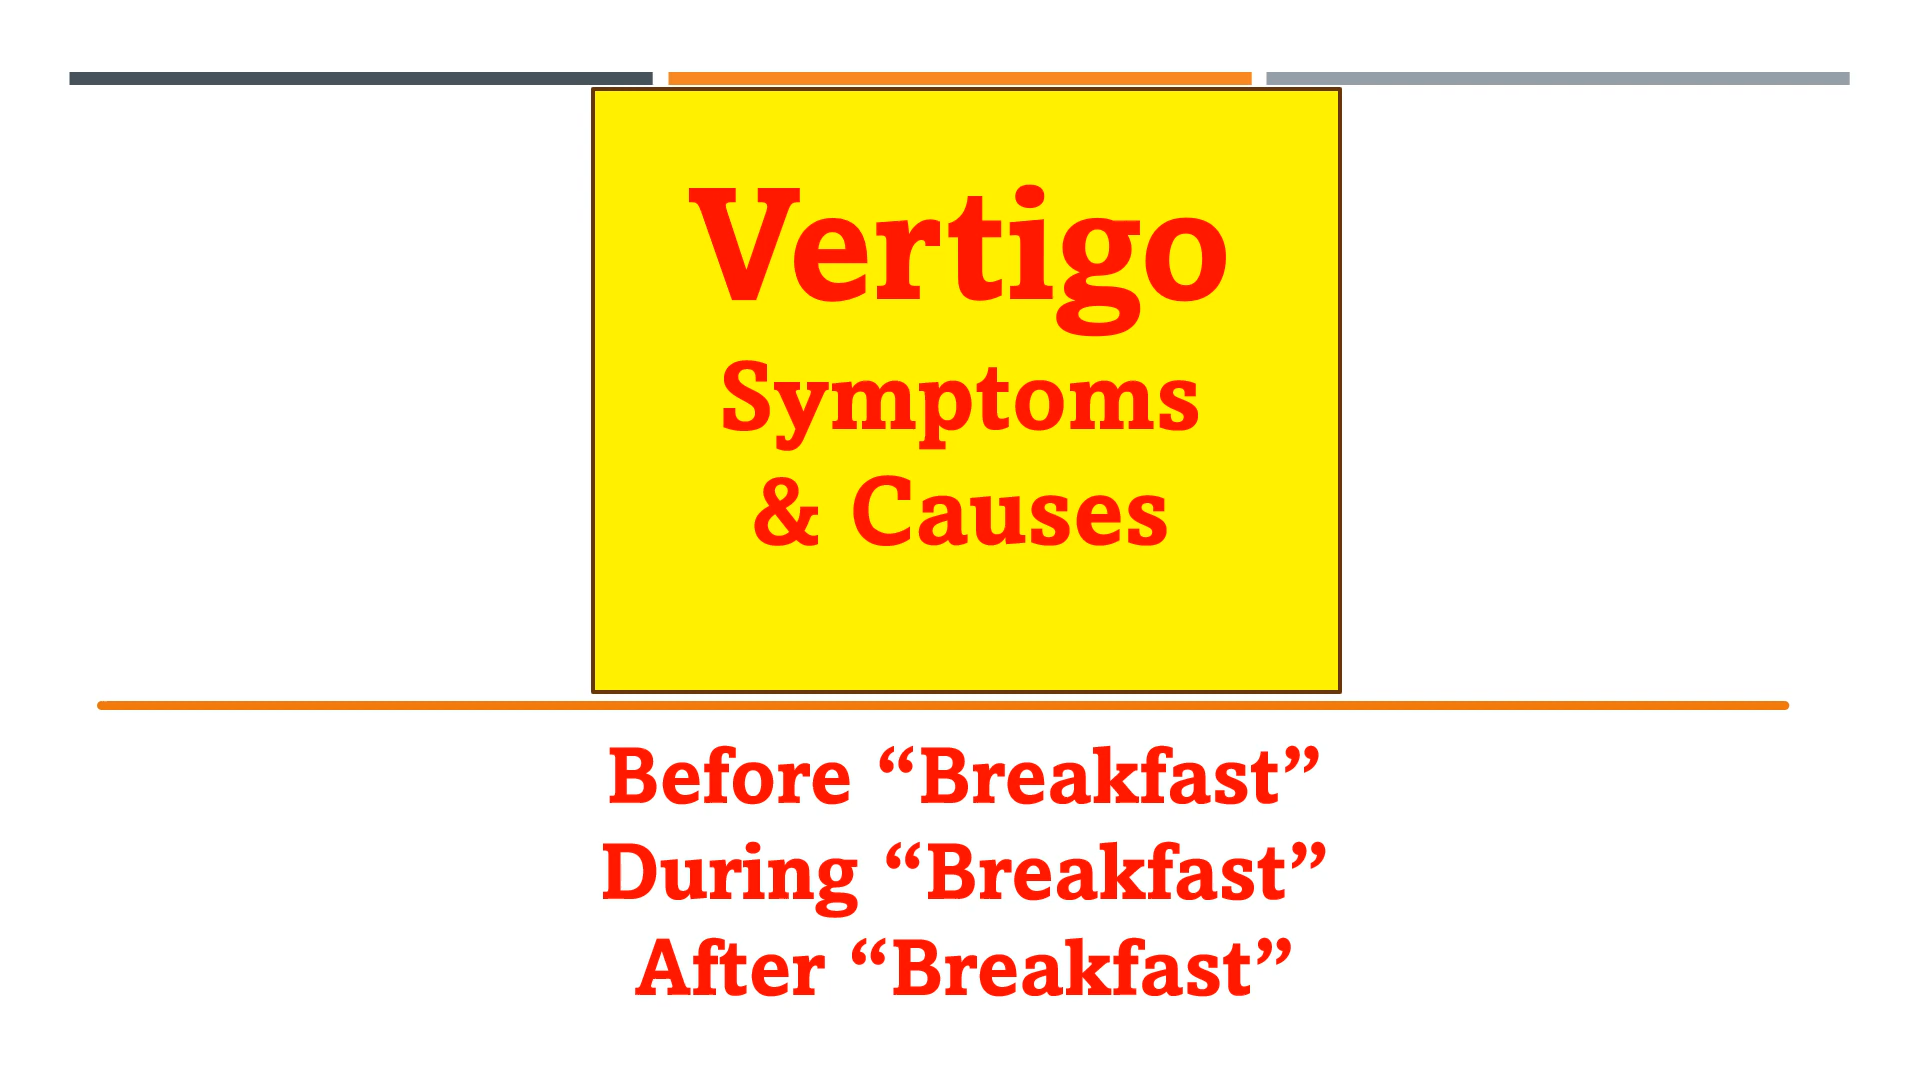 Vertigo
Symptoms
& Causes
Before “Breakfast”
During “Breakfast”
After “Breakfast”